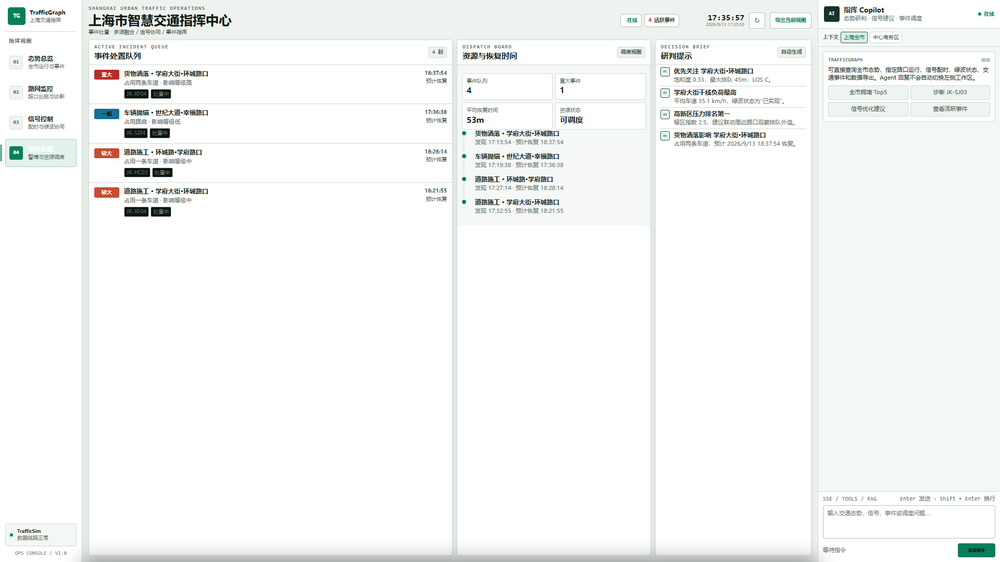 TG
TrafficGraph
上海交通指挥
指挥视图
01
态势总览
全市运行与事件
02
路网监控
路口台账与诊断
03
信号控制
配时与绿波协同
04
事件处置
警情与资源调度
TrafficSim
数据链路正常
OPS CONSOLE / V1.0
SHANGHAI URBAN TRAFFIC OPERATIONS
上海市智慧交通指挥中心
事件处置 · 多源融合 / 信号协同 / 事件指挥
在线
4 活跃事件
17:35:57
2026/9/13 17:35:50
↻
导出当前视图
ACTIVE INCIDENT QUEUE
事件处置队列
4 起
重大
货物洒落 • 学府大街•环城路口
占用两条车道 · 影响等级高
JK-XF04
处置中
18:37:54
预计恢复
一般
车辆抛锚 • 世纪大道•幸福路口
占用路肩 · 影响等级低
JK-SJ04
处置中
17:36:38
预计恢复
较大
道路施工 • 环城路•学府路口
占用一条车道 · 影响等级中
JK-HC03
处置中
18:28:14
预计恢复
较大
道路施工 • 学府大街•环城路口
占用一条车道 · 影响等级中
JK-XF04
处置中
18:21:55
预计恢复
DISPATCH BOARD
资源与恢复时间
调度视图
事件队列
4
重大事件
1
平均恢复时间
53m
资源状态
可调度
货物洒落 • 学府大街•环城路口
发现 17:13:54 · 预计恢复 18:37:54
车辆抛锚 • 世纪大道•幸福路口
发现 17:19:38 · 预计恢复 17:36:38
道路施工 • 环城路•学府路口
发现 17:27:14 · 预计恢复 18:28:14
道路施工 • 学府大街•环城路口
发现 17:32:55 · 预计恢复 18:21:55
DECISION BRIEF
研判提示
自动生成
01
优先关注 学府大街•环城路口
饱和度 0.33，最大排队 45m，LOS C。
02
学府大街干线负荷最高
平均车速 35.1 km/h，绿波状态为“已实现”。
03
高新区压力排名第一
辖区指数 2.5，建议联动周边路口观察排队外溢。
04
货物洒落影响 学府大街•环城路口
占用两条车道，预计 2026/9/13 18:37:54 恢复。
AI
指挥 Copilot
态势研判 · 信号建议 · 事件调度
在线
上下文
上海全市
中心商务区
TRAFFICGRAPH
刚刚
可直接查询全市态势、指定路口运行、信号配时、绿波状态、交
通事件和数据导出。Agent 回复不会自动切换左侧工作区。
全市拥堵 Top5
诊断 JK-SJ03
信号优化建议
查看活跃事件
SSE / TOOLS / RAG
Enter 发送 · Shift + Enter 换行
输入交通态势、信号、事件或调度问题...
等待指令
发送指令